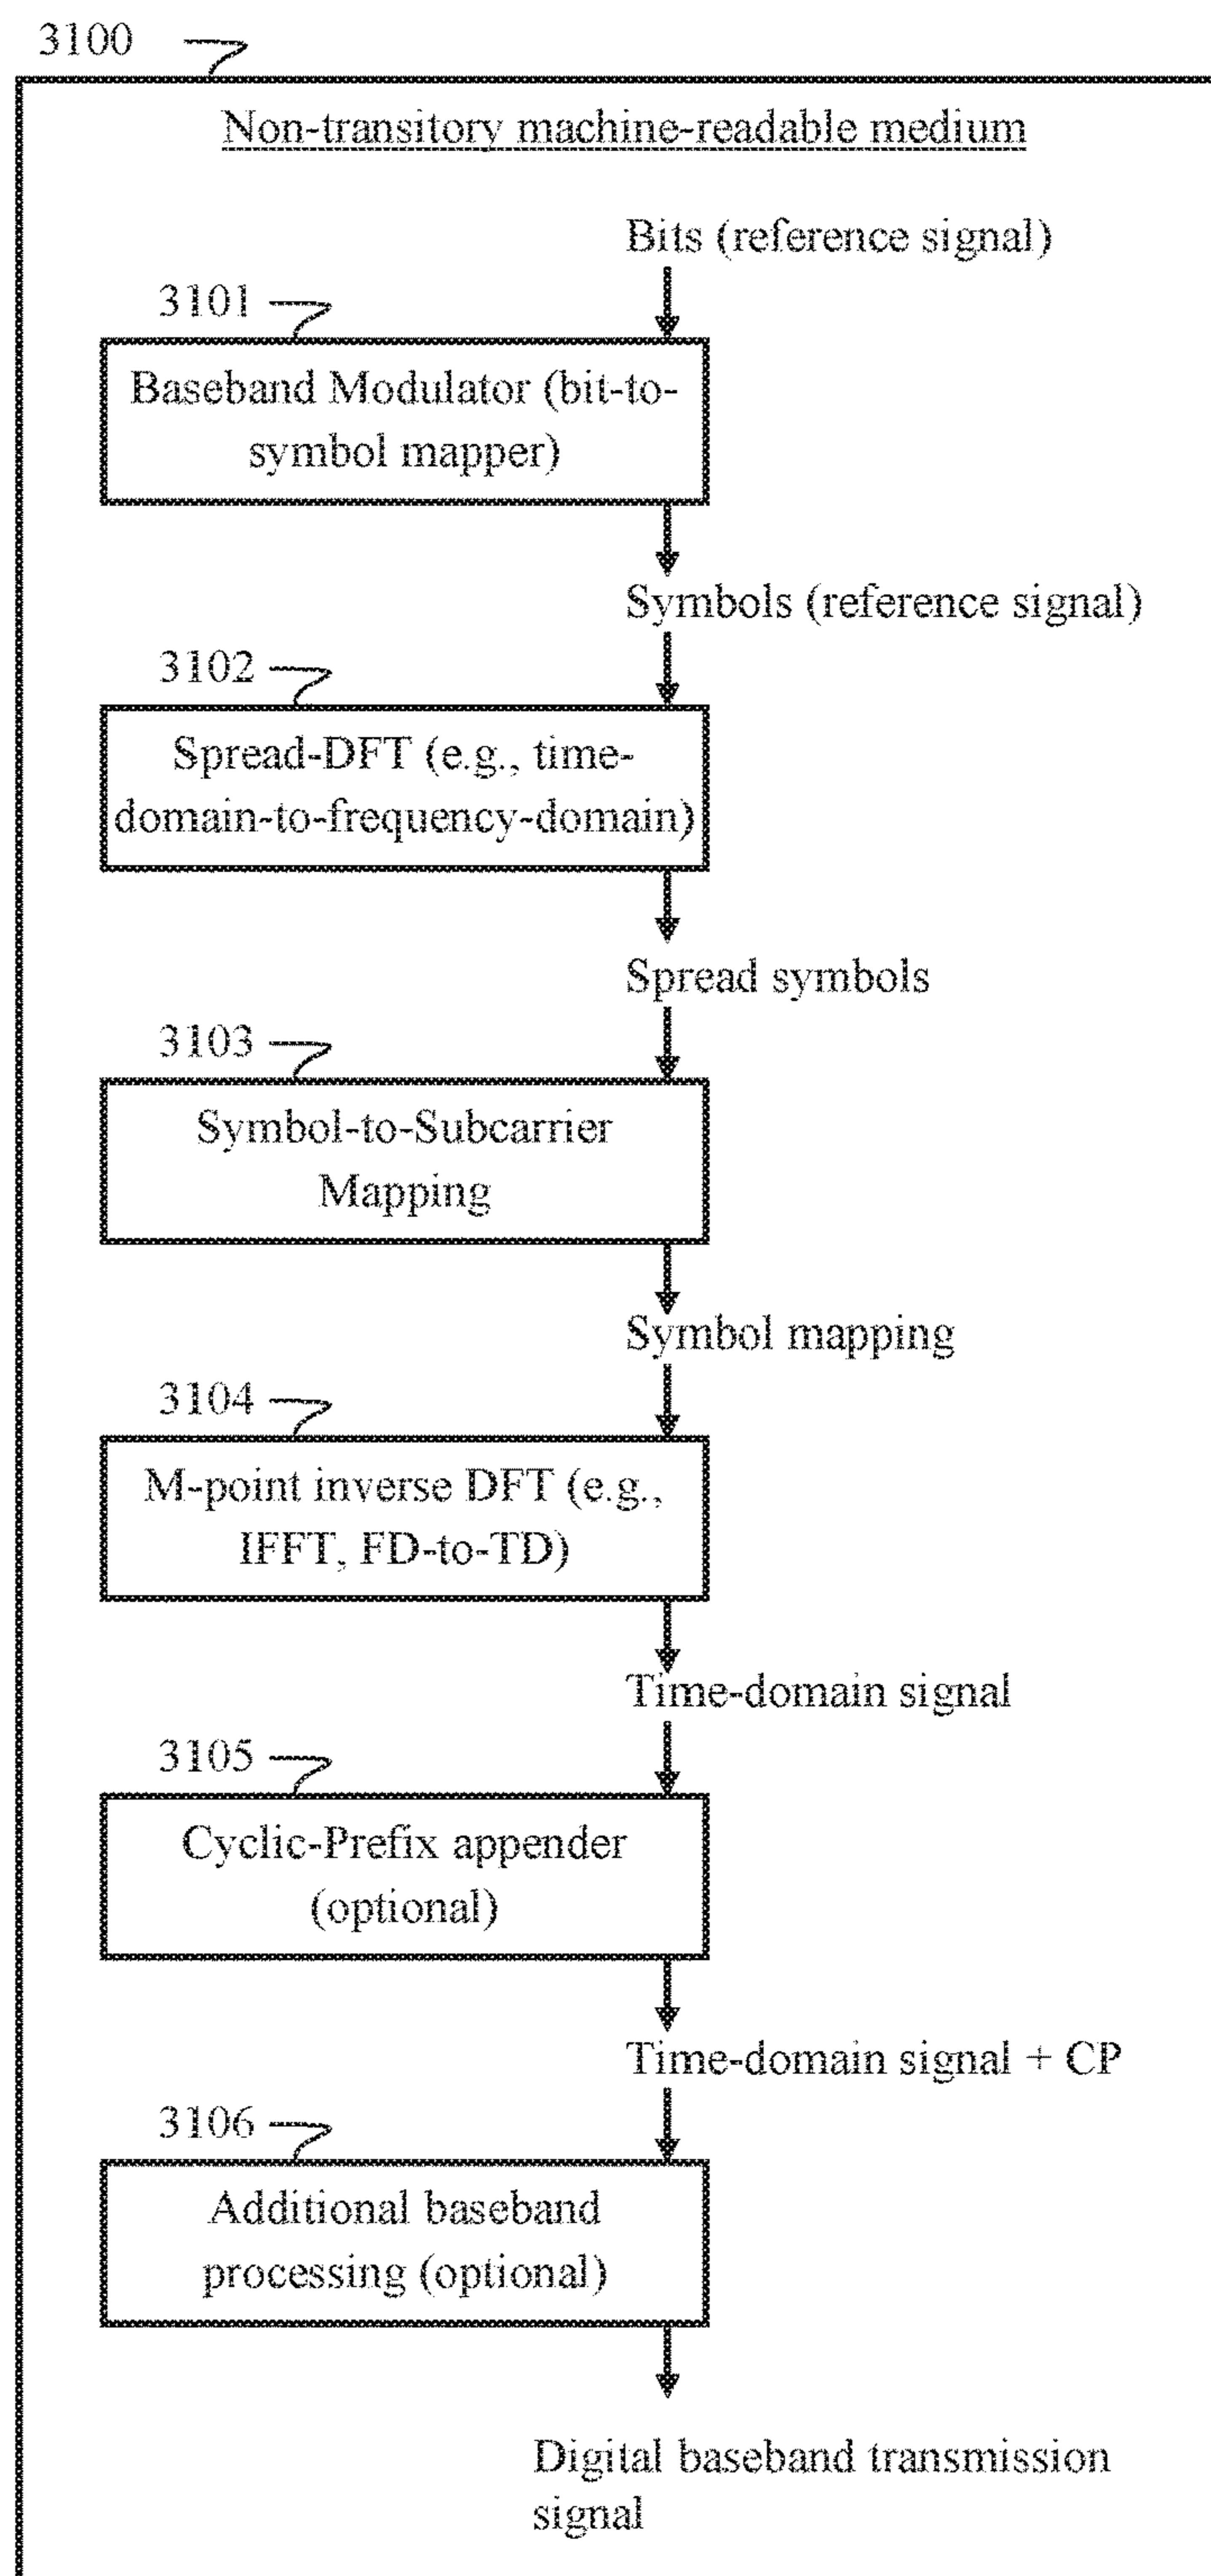 3100
Non-transitory machine-readable medium
Bits (reference signal)
3101
Baseband Modulator (bit-to-
symbol mapper)
Symbols (reference signal)
3102
Spread-DFT (e.g., time-
domain-to-frequency-domain)
Spread symbols
3103
Symbol-to-Subcarrier
Mapping
Symbol mapping
3104
M-point inverse DFT (e.g.,
IFFT, FD-to-TD)
Time-domain signal
3105
Cyclic-Prefix appender
(optional)
Time-domain signal + CP
3106
Additional baseband
processing (optional)
Digital baseband transmission
signal